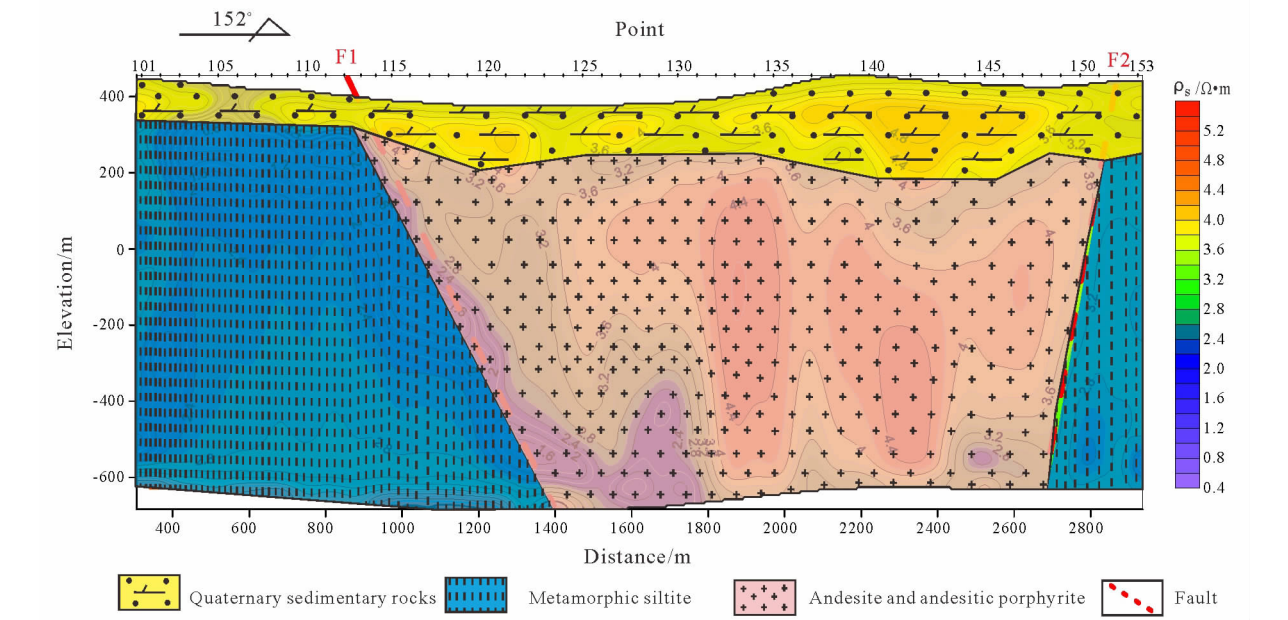 152°
Point
F1
F2
101 105 110 115 120 125 130 135 140 145 150 153
ρs /Ω•m
Elevation/m
400
200
0
-200
-400
-600
5.2
4.8
4.4
4.0
3.6
3.2
2.8
2.4
2.0
1.6
1.2
0.8
0.4
400 600 800 1000 1200 1400 1600 1800 2000 2200 2400 2600 2800
Distance/m
Quaternary sedimentary rocks
Metamorphic siltite
Andesite and andesitic porphyrite
Fault